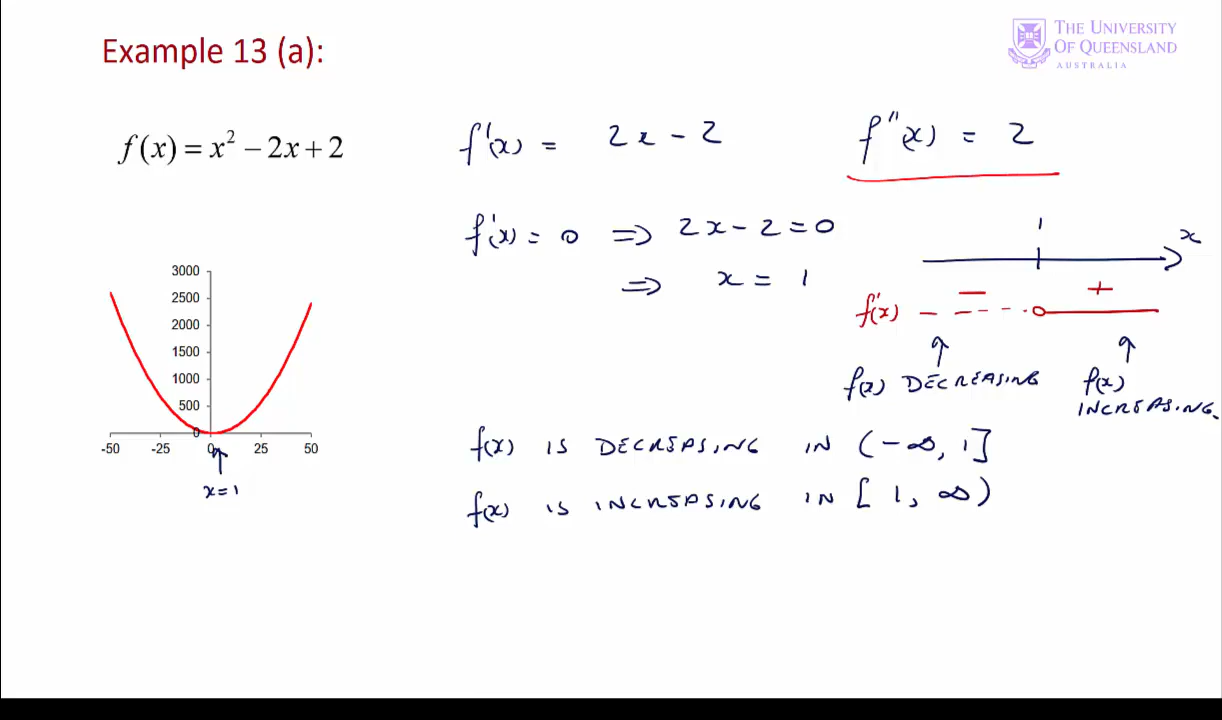 Example 13 (a):
THE UNIVERSITY
OF QUEENSLAND
AUSTRALIA
f(x) = x² − 2x + 2
f'(x) = 2x − 2
f''(x) = 2
f'(x) = 0 ⟹ 2x − 2 = 0
⟹ x = 1
1
x
f'(x) − +
f(x) DECREASING
f(x) INCREASING.
3000
2500
2000
1500
1000
500
0
-50 -25 0 25 50
x=1
f(x) IS DECREASING IN (−∞, 1]
f(x) IS INCREASING IN [1, ∞)